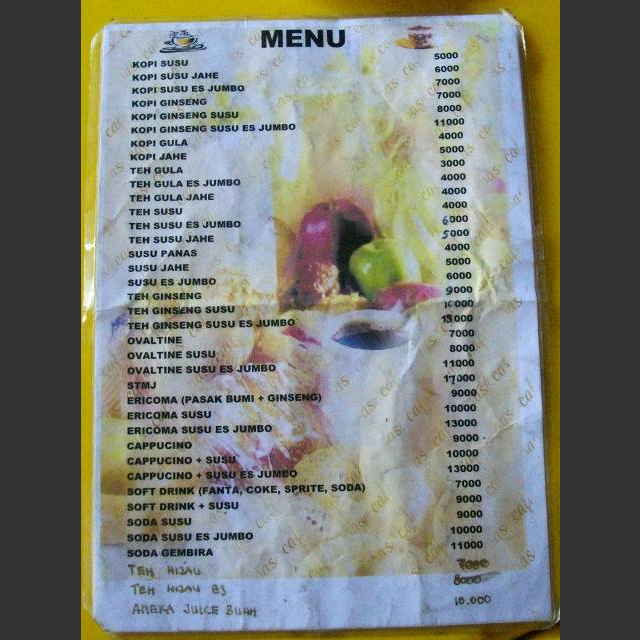 MENU
KOPI SUSU 5000
KOPI SUSU JAHE 6000
KOPI SUSU ES JUMBO 7000
KOPI GINSENG 7000
KOPI GINSENG SUSU 8000
KOPI GINSENG SUSU ES JUMBO 11000
KOPI GULA 4000
KOPI JAHE 5000
TEH GULA 3000
TEH GULA ES JUMBO 4000
TEH GULA JAHE 4000
TEH SUSU 4000
TEH SUSU ES JUMBO 6000
TEH SUSU JAHE 5000
SUSU PANAS 4000
SUSU JAHE 5000
SUSU ES JUMBO 6000
TEH GINSENG 9000
TEH GINSENG SUSU 10000
TEH GINSENG SUSU ES JUMBO 13000
OVALTINE 7000
OVALTINE SUSU 8000
OVALTINE SUSU ES JUMBO 11000
STMJ 17000
ERICOMA (PASAK BUMI + GINSENG) 9000
ERICOMA SUSU 10000
ERICOMA SUSU ES JUMBO 13000
CAPPUCINO 9000
CAPPUCINO + SUSU 10000
CAPPUCINO + SUSU ES JUMBO 13000
SOFT DRINK (FANTA, COKE, SPRITE, SODA) 7000
SOFT DRINK + SUSU 9000
SODA SUSU 9000
SODA SUSU ES JUMBO 10000
SODA GEMBIRA 11000
TEH HIJAU 7000
TEH HIJAU ES 8000
ANEKA JUICE BUAH 10.000